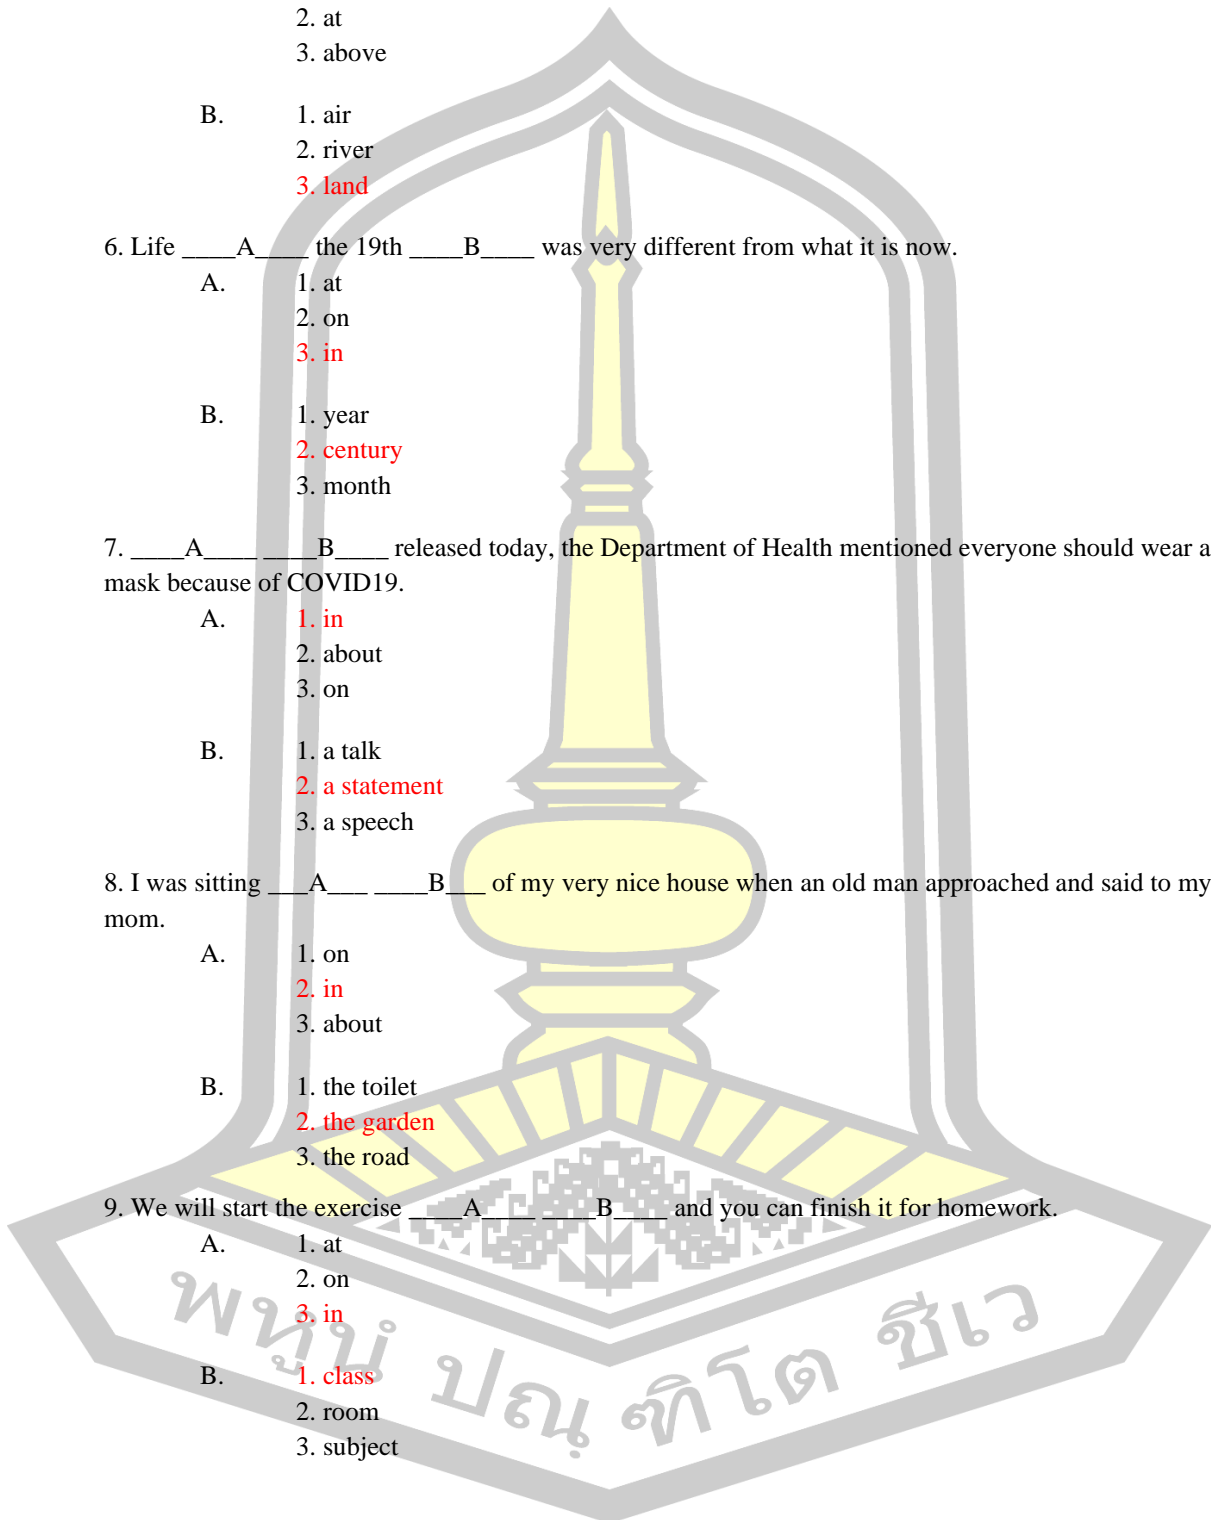 2. at
3. above
B. 1. air
2. river
3. land
6. Life ____A____ the 19th ____B____ was very different from what it is now.
A. 1. at
2. on
3. in
B. 1. year
2. century
3. month
7. ____A____ ____B____ released today, the Department of Health mentioned everyone should wear a
mask because of COVID19.
A. 1. in
2. about
3. on
B. 1. a talk
2. a statement
3. a speech
8. I was sitting ___A___ ____B___ of my very nice house when an old man approached and said to my
mom.
A. 1. on
2. in
3. about
B. 1. the toilet
2. the garden
3. the road
9. We will start the exercise ____A____ ____B____ and you can finish it for homework.
A. 1. at
2. on
3. in
B. 1. class
2. room
3. subject
พหูนํ ปณฺฑิโต ชีเว